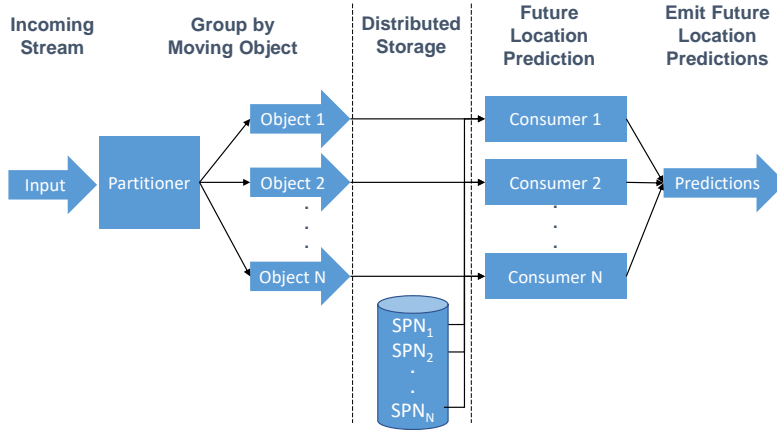 Incoming
Stream
Group by
Moving Object
Distributed
Storage
Future
Location
Prediction
Emit Future
Location
Predictions
Input
Partitioner
Object 1
Object 2
.
.
.
Object N
Consumer 1
Consumer 2
.
.
.
Consumer N
Predictions
SPN₁
SPN₂
.
.
SPN_N